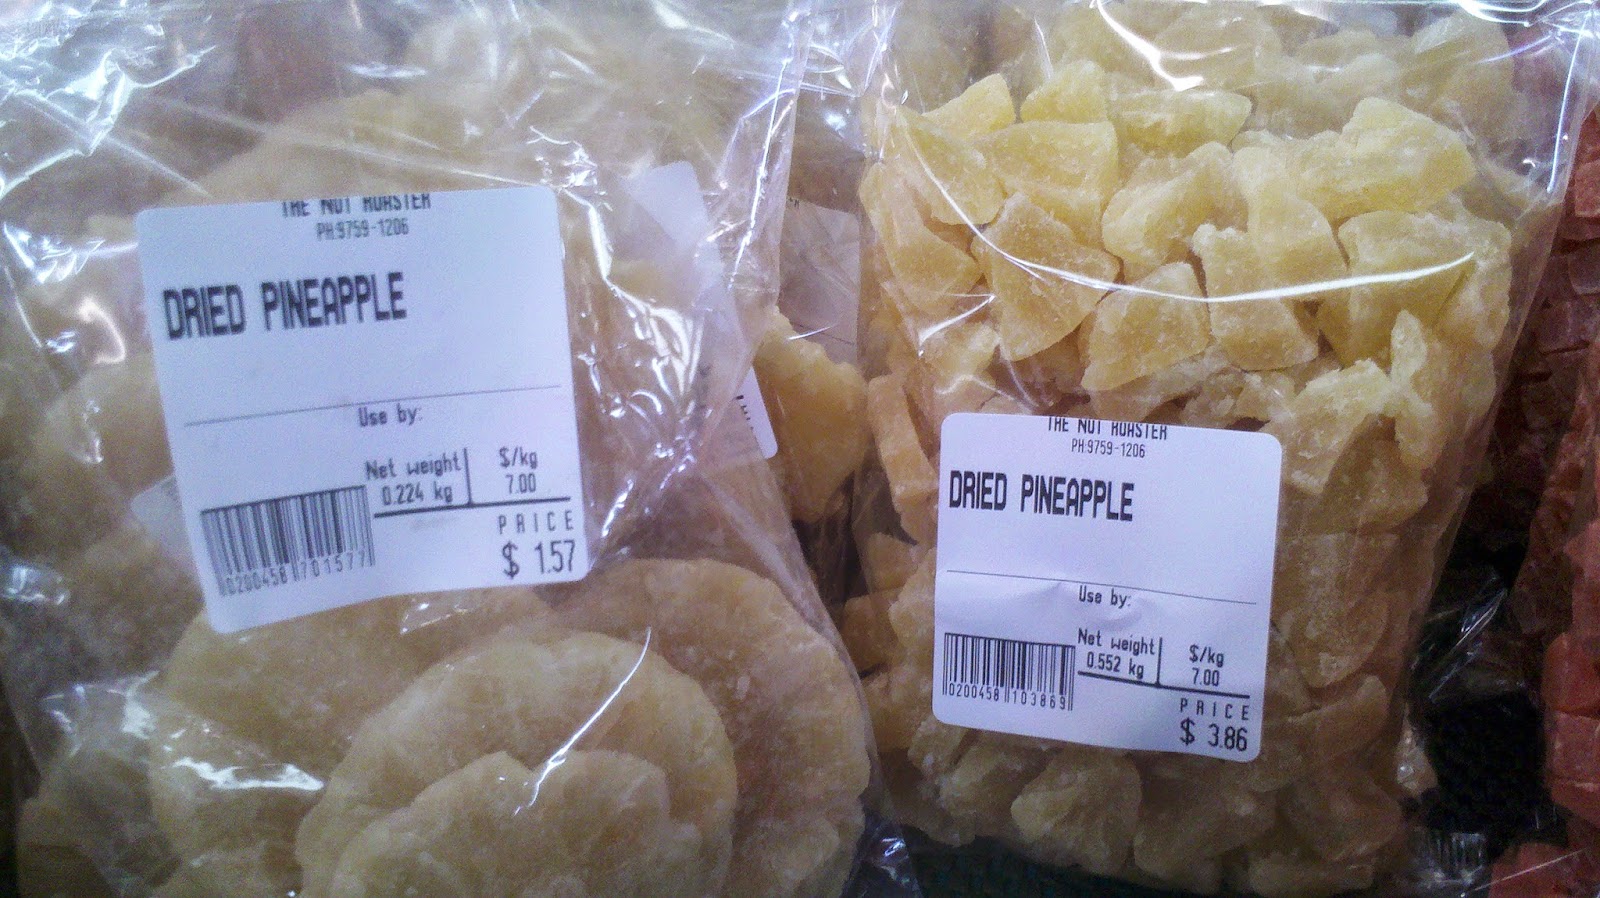 THE NUT ROASTER
PH:9759-1206
DRIED PINEAPPLE
Use by:
Net weight
0.224 kg
$/kg
7.00
PRICE
$ 1.57
0200458 701577
THE NUT ROASTER
PH:9759-1206
DRIED PINEAPPLE
Use by:
Net weight
0.552 kg
$/kg
7.00
PRICE
$ 3.86
0200458 103869